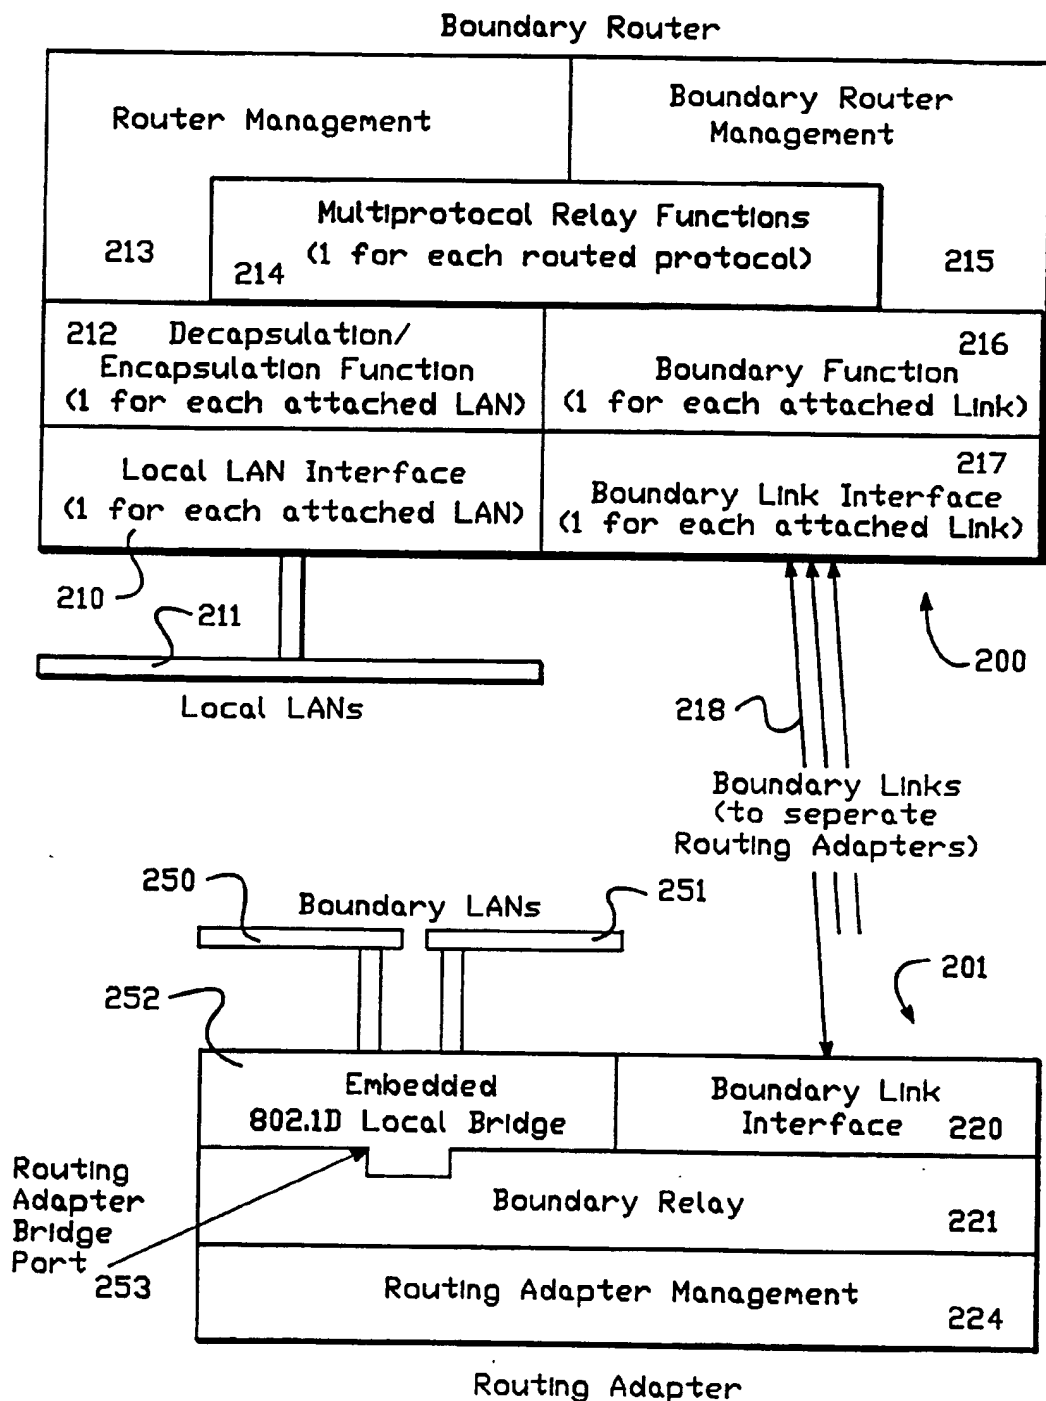 Boundary Router
Router Management
Boundary Router
Management
Multiprotocol Relay Functions
(1 for each routed protocol)
213
214
215
212 Decapsulation/
Encapsulation Function
(1 for each attached LAN)
216
Boundary Function
(1 for each attached Link)
Local LAN Interface
(1 for each attached LAN)
217
Boundary Link Interface
(1 for each attached Link)
210
211
Local LANs
200
218
Boundary Links
(to seperate
Routing Adapters)
250
Boundary LANs
251
252
201
Embedded
802.1D Local Bridge
Boundary Link
Interface 220
Routing
Adapter
Bridge
Port
253
Boundary Relay
221
Routing Adapter Management
224
Routing Adapter